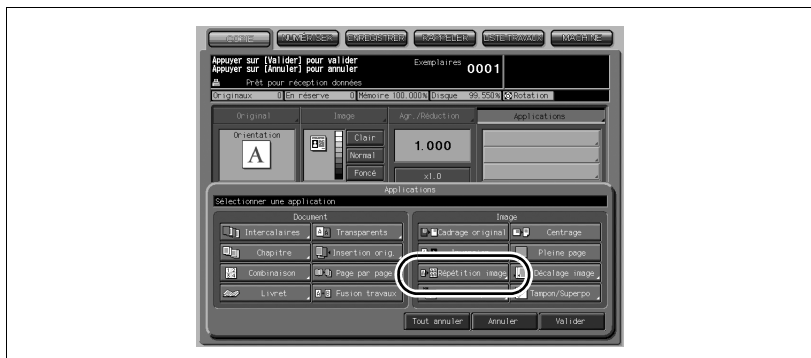 COPIE NUMÉRISER ENREGISTRER RAPPELER LISTE TRAVAUX MACHINE
Appuyer sur [Valider] pour valider
Appuyer sur [Annuler] pour annuler
Exemplaires 0001
Prêt pour réception données
Originaux 0 En réserve 0 Mémoire 100.000% Disque 99.550% Rotation
Original Image Agr./Réduction Applications
Orientation
A
Clair
Normal
Foncé
1.000
x1.0
Applications
Sélectionner une application
Document Image
Intercalaires Transparents Cadrage original Centrage
Chapitre Insertion orig. Pleine page
Combinaison Page par page Répétition image Décalage image
Livret Fusion travaux Tampon/Superpo
Tout annuler Annuler Valider